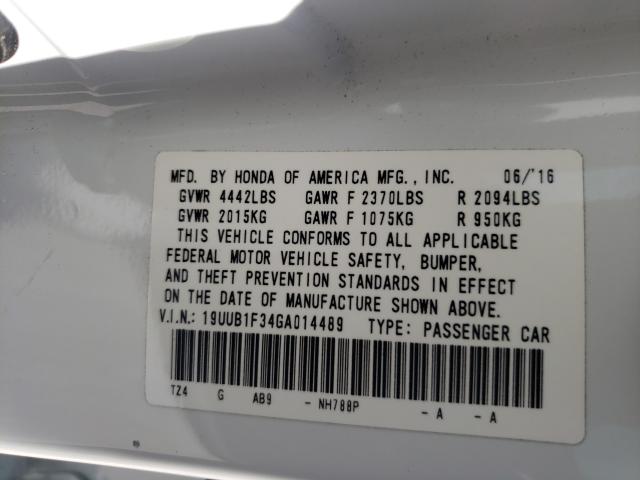 MFD. BY HONDA OF AMERICA MFG., INC. 06/'16
GVWR 4442LBS GAWR F 2370LBS R 2094LBS
GVWR 2015KG GAWR F 1075KG R 950KG
THIS VEHICLE CONFORMS TO ALL APPLICABLE
FEDERAL MOTOR VEHICLE SAFETY, BUMPER,
AND THEFT PREVENTION STANDARDS IN EFFECT
ON THE DATE OF MANUFACTURE SHOWN ABOVE.
V.I.N.: 19UUB1F34GA014489 TYPE: PASSENGER CAR
TZ4 G AB9 - NH788P - A - A